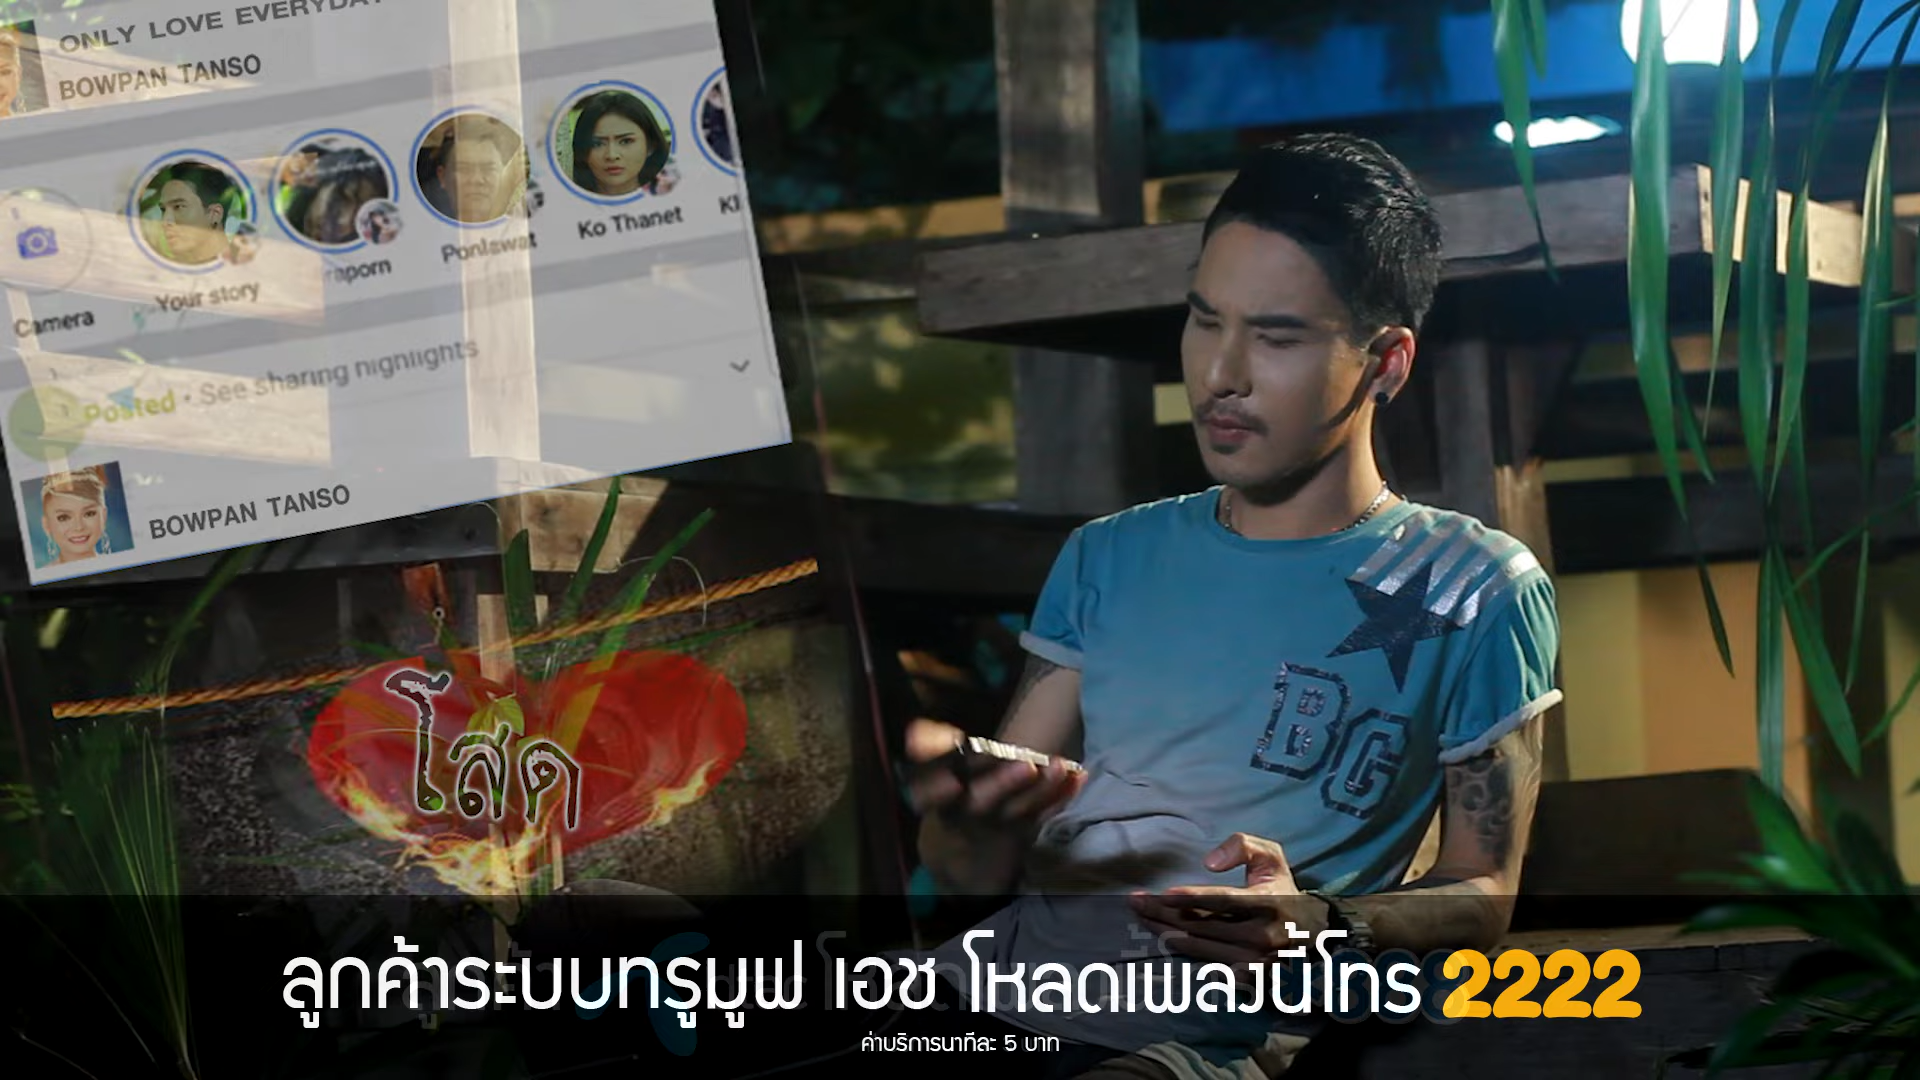 ONLY LOVE EVERYDAY
BOWPAN TANSO
Camera
Your story
raporn
Ponlawat
Ko Thanet
Kl
Posted • See sharing highlights
BOWPAN TANSO
โสด
BG
ลูกค้าระบบทรูมูฟ เอช โหลดเพลงนี้โทร 2222
ค่าบริการนาทีละ 5 บาท